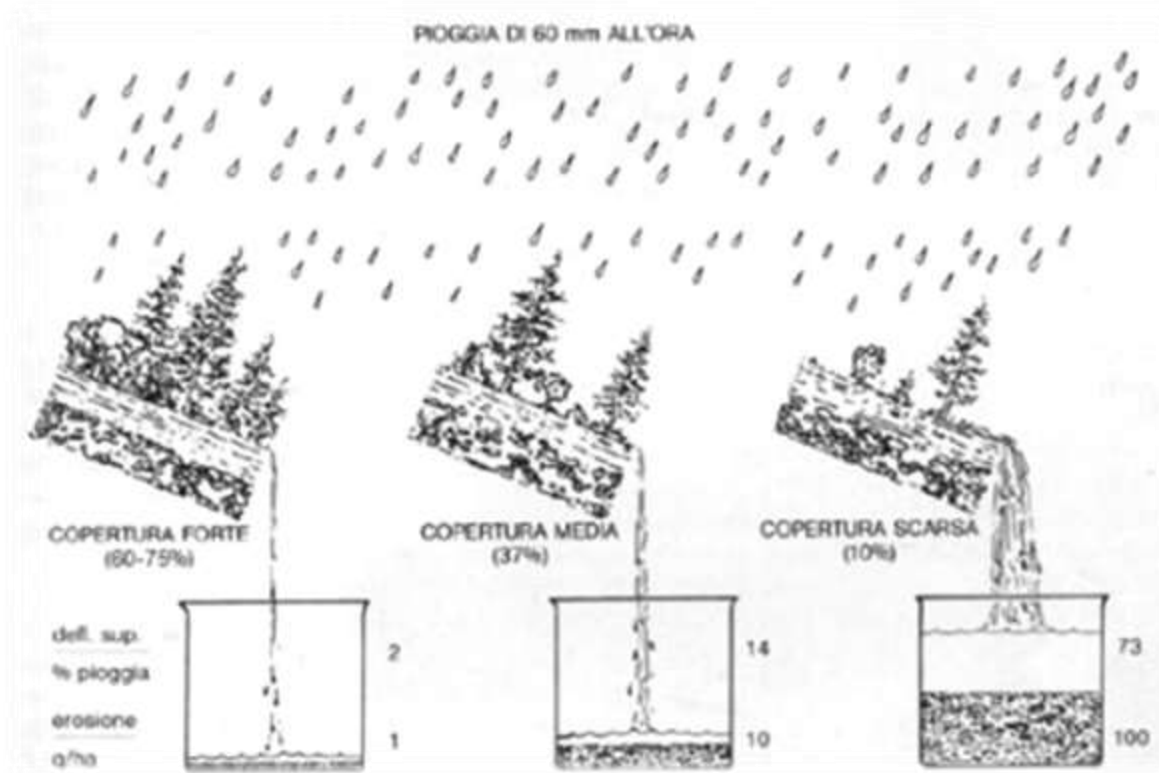 PIOGGIA DI 60 mm ALL'ORA
COPERTURA FORTE
(60-75%)
COPERTURA MEDIA
(37%)
COPERTURA SCARSA
(10%)
defl. sup.
% pioggia
2
14
73
erosione
q/ha
1
10
100